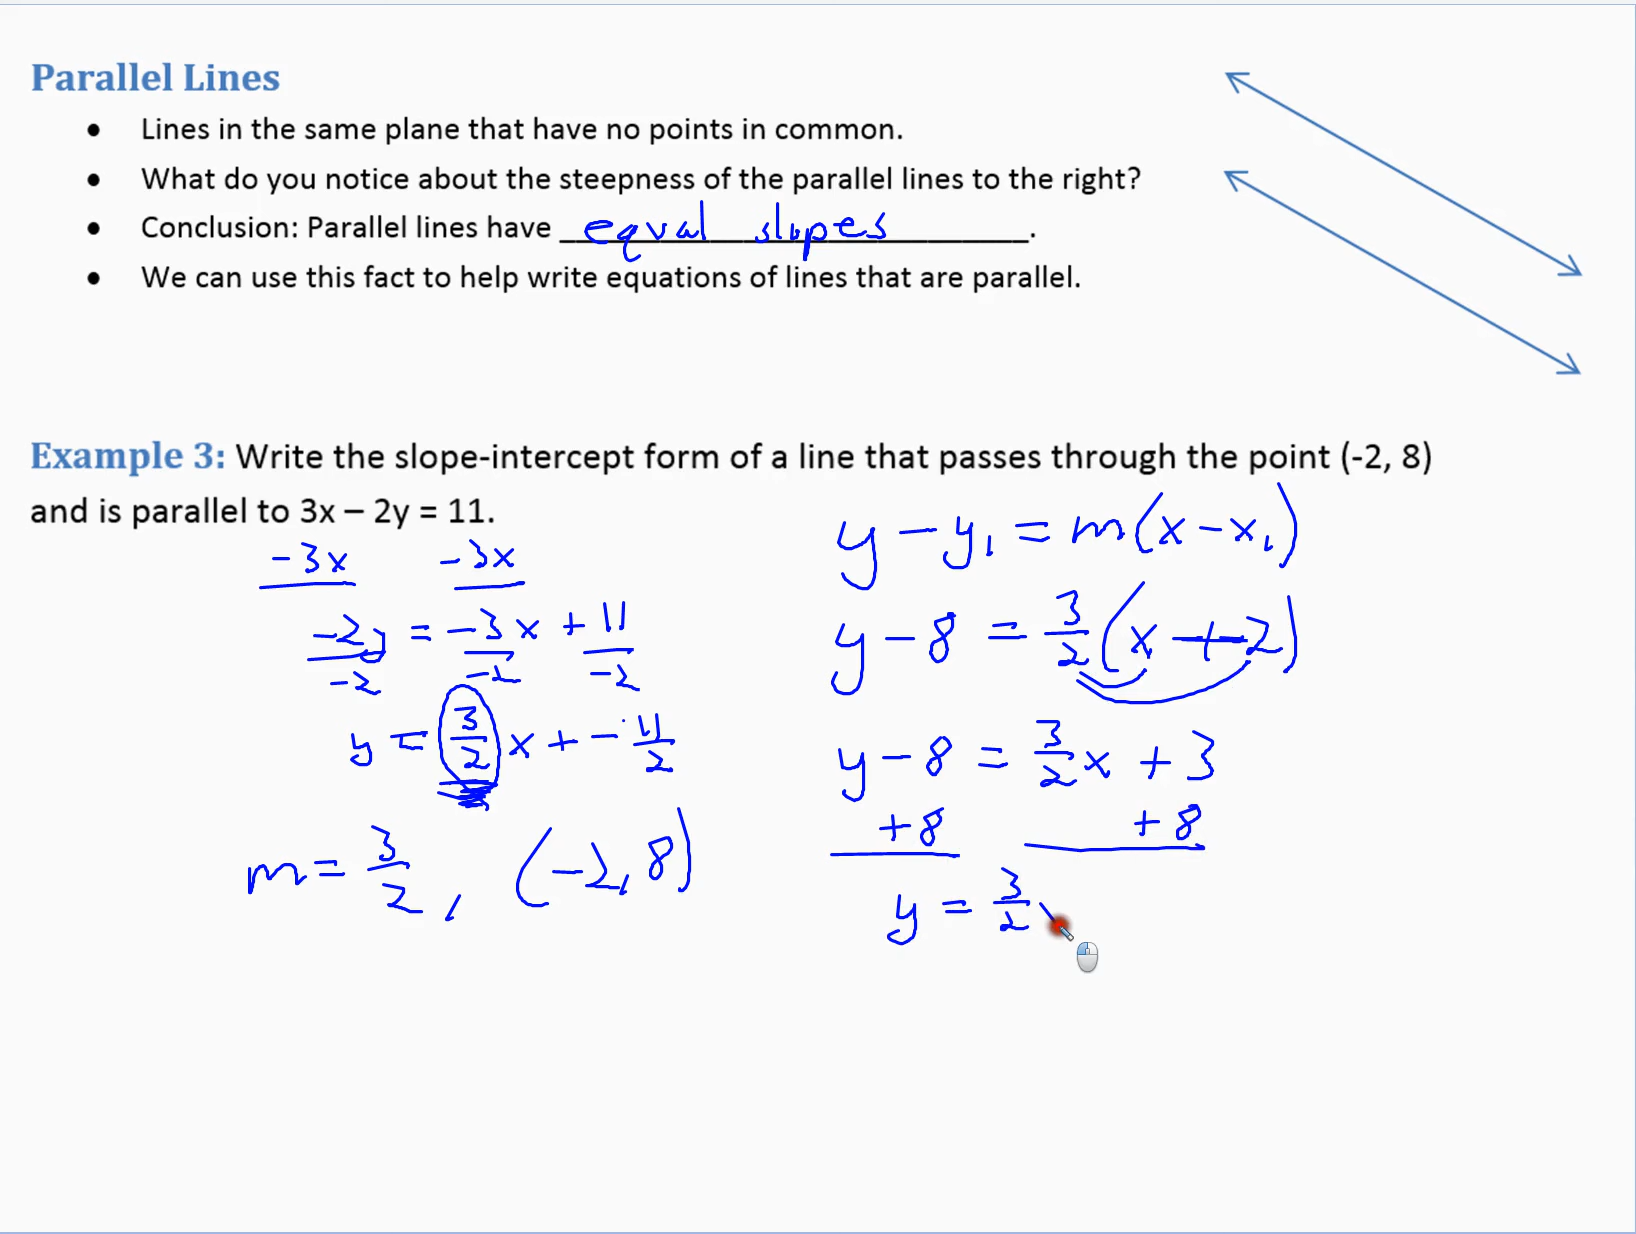 Parallel Lines
• Lines in the same plane that have no points in common.
• What do you notice about the steepness of the parallel lines to the right?
• Conclusion: Parallel lines have equal slopes.
• We can use this fact to help write equations of lines that are parallel.
Example 3: Write the slope-intercept form of a line that passes through the point (-2, 8)
and is parallel to 3x – 2y = 11.
-3x -3x
-2y = -3x + 11
-2 -2 -2
y = 3/2 x + - 11/2
m = 3/2, (-2, 8)
y - y₁ = m(x - x₁)
y - 8 = 3/2 (x + 2)
y - 8 = 3/2 x + 3
+8 +8
y = 3/2